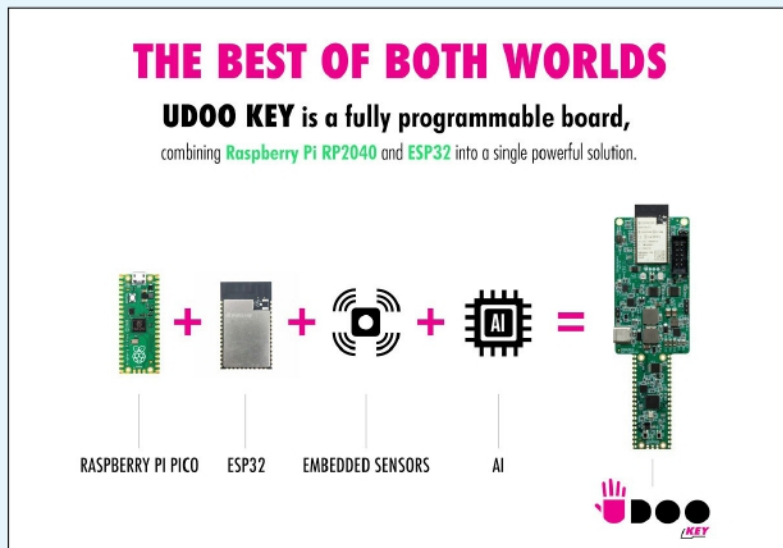 THE BEST OF BOTH WORLDS
UDOO KEY is a fully programmable board,
combining Raspberry Pi RP2040 and ESP32 into a single powerful solution.
AI
RASPBERRY PI PICO
ESP32
EMBEDDED SENSORS
AI
UDOO
KEY